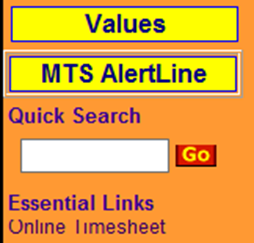 Values
MTS AlertLine
Quick Search
Go
Essential Links
Online Timesheet